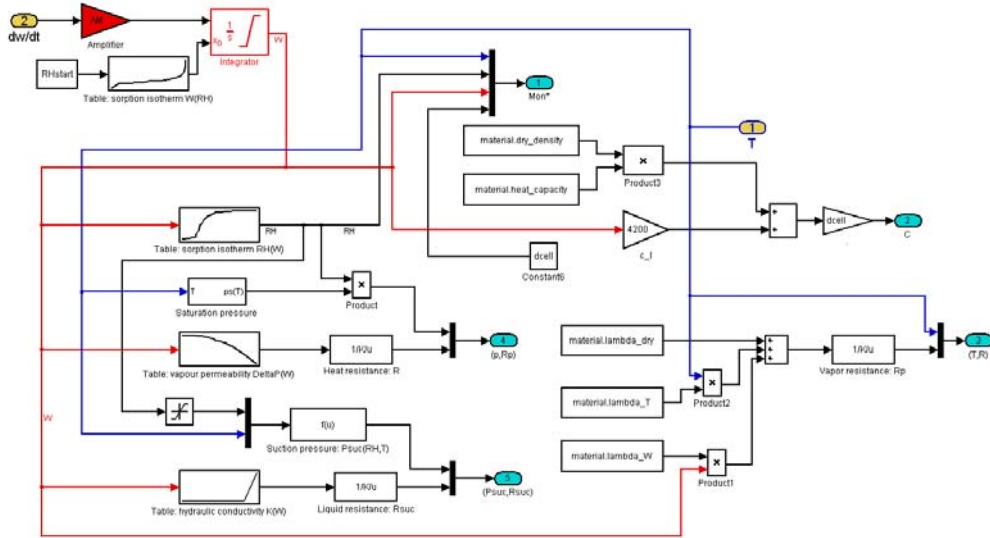 2
dw/dt
Amplifier
1
s
x0
Integrator
W
RHstart
Table: sorption isotherm W(RH)
1
Mon*
1
T
material.dry_density
material.heat_capacity
×
Product3
+
+
dcell
2
C
4200
c_l
dcell
Constant6
Table: sorption isotherm RH(W)
RH
RH
T
ps(T)
Saturation pressure
×
Product
Table: vapour permeability DeltaP(W)
1/K/u
Heat resistance: R
4
(p,Rp)
W
f(u)
Suction pressure: Psuc(RH,T)
Table: hydraulic conductivity K(W)
1/K/u
Liquid resistance: Rsuc
5
(Psuc,Rsuc)
material.lambda_dry
+
+
+
1/K/u
Vapor resistance: Rp
3
(T,R)
material.lambda_T
×
Product2
material.lambda_W
×
Product1